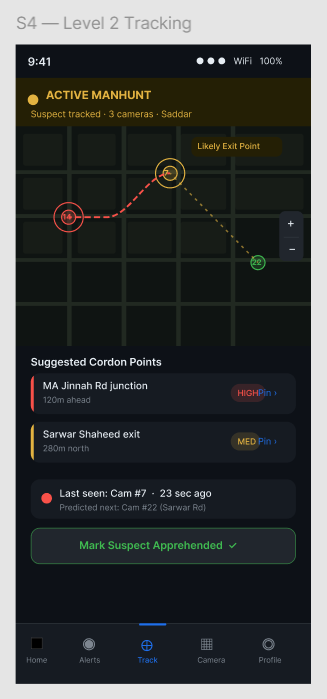 S4 — Level 2 Tracking
9:41 WiFi 100%
ACTIVE MANHUNT
Suspect tracked · 3 cameras · Saddar
Likely Exit Point
7
14
+
−
22
Suggested Cordon Points
MA Jinnah Rd junction
120m ahead
HIGH Pin ›
Sarwar Shaheed exit
280m north
MED Pin ›
Last seen: Cam #7 · 23 sec ago
Predicted next: Cam #22 (Sarwar Rd)
Mark Suspect Apprehended ✓
Home Alerts Track Camera Profile